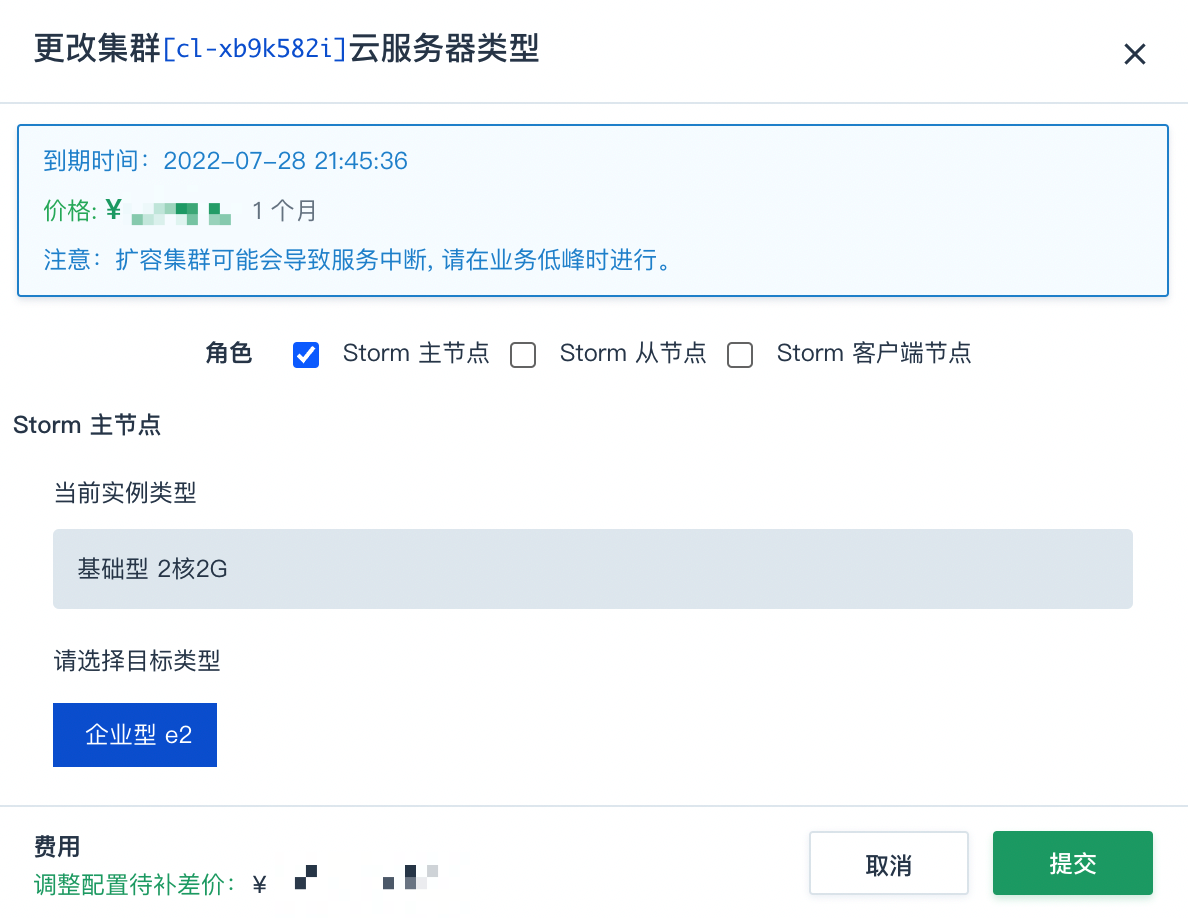 更改集群[cl-xb9k582i]云服务器类型
到期时间：2022-07-28 21:45:36
价格: ¥ 1 个月
注意：扩容集群可能会导致服务中断, 请在业务低峰时进行。
角色 Storm 主节点 Storm 从节点 Storm 客户端节点
Storm 主节点
当前实例类型
基础型 2核2G
请选择目标类型
企业型 e2
费用
调整配置待补差价： ¥
取消 提交